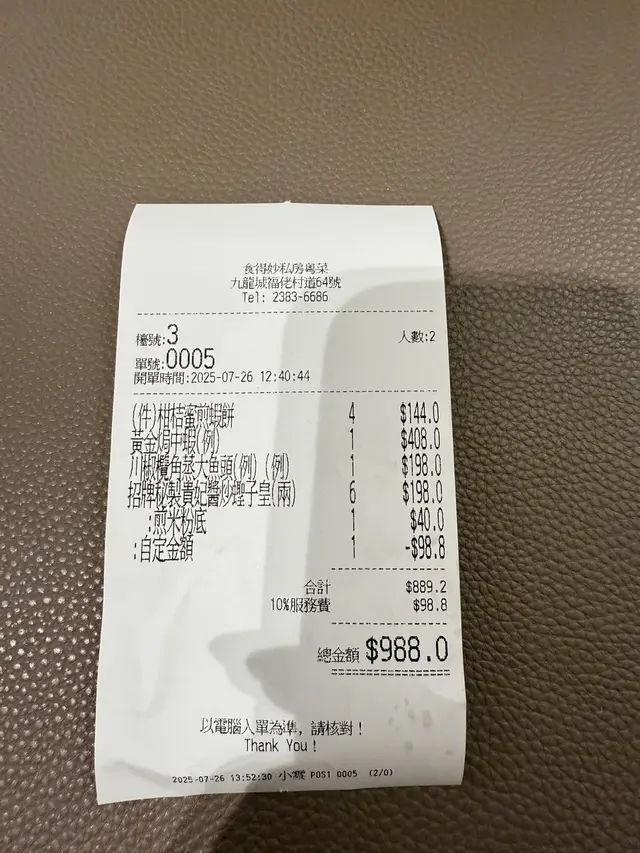 食得妙私房粵菜
九龍城福佬村道64號
Tel: 2383-6686
檯號:3 人數:2
單號:0005
開單時間:2025-07-26 12:40:44
(件)柑桔蜜煎蝦餅 4 $144.0
黃金焗中蝦(例) 1 $408.0
川椒欖角蒸大魚頭(例) (例) 1 $198.0
招牌秘製貴妃醬炒蟶子皇(兩) 6 $198.0
:煎米粉底 1 $40.0
:自定金額 1 -$98.8
合計 $889.2
10%服務費 $98.8
總金額 $988.0
以電腦入單為準, 請核對!
Thank You!
2025-07-26 13:52:30 小霞 POS1 0005 (2/0)